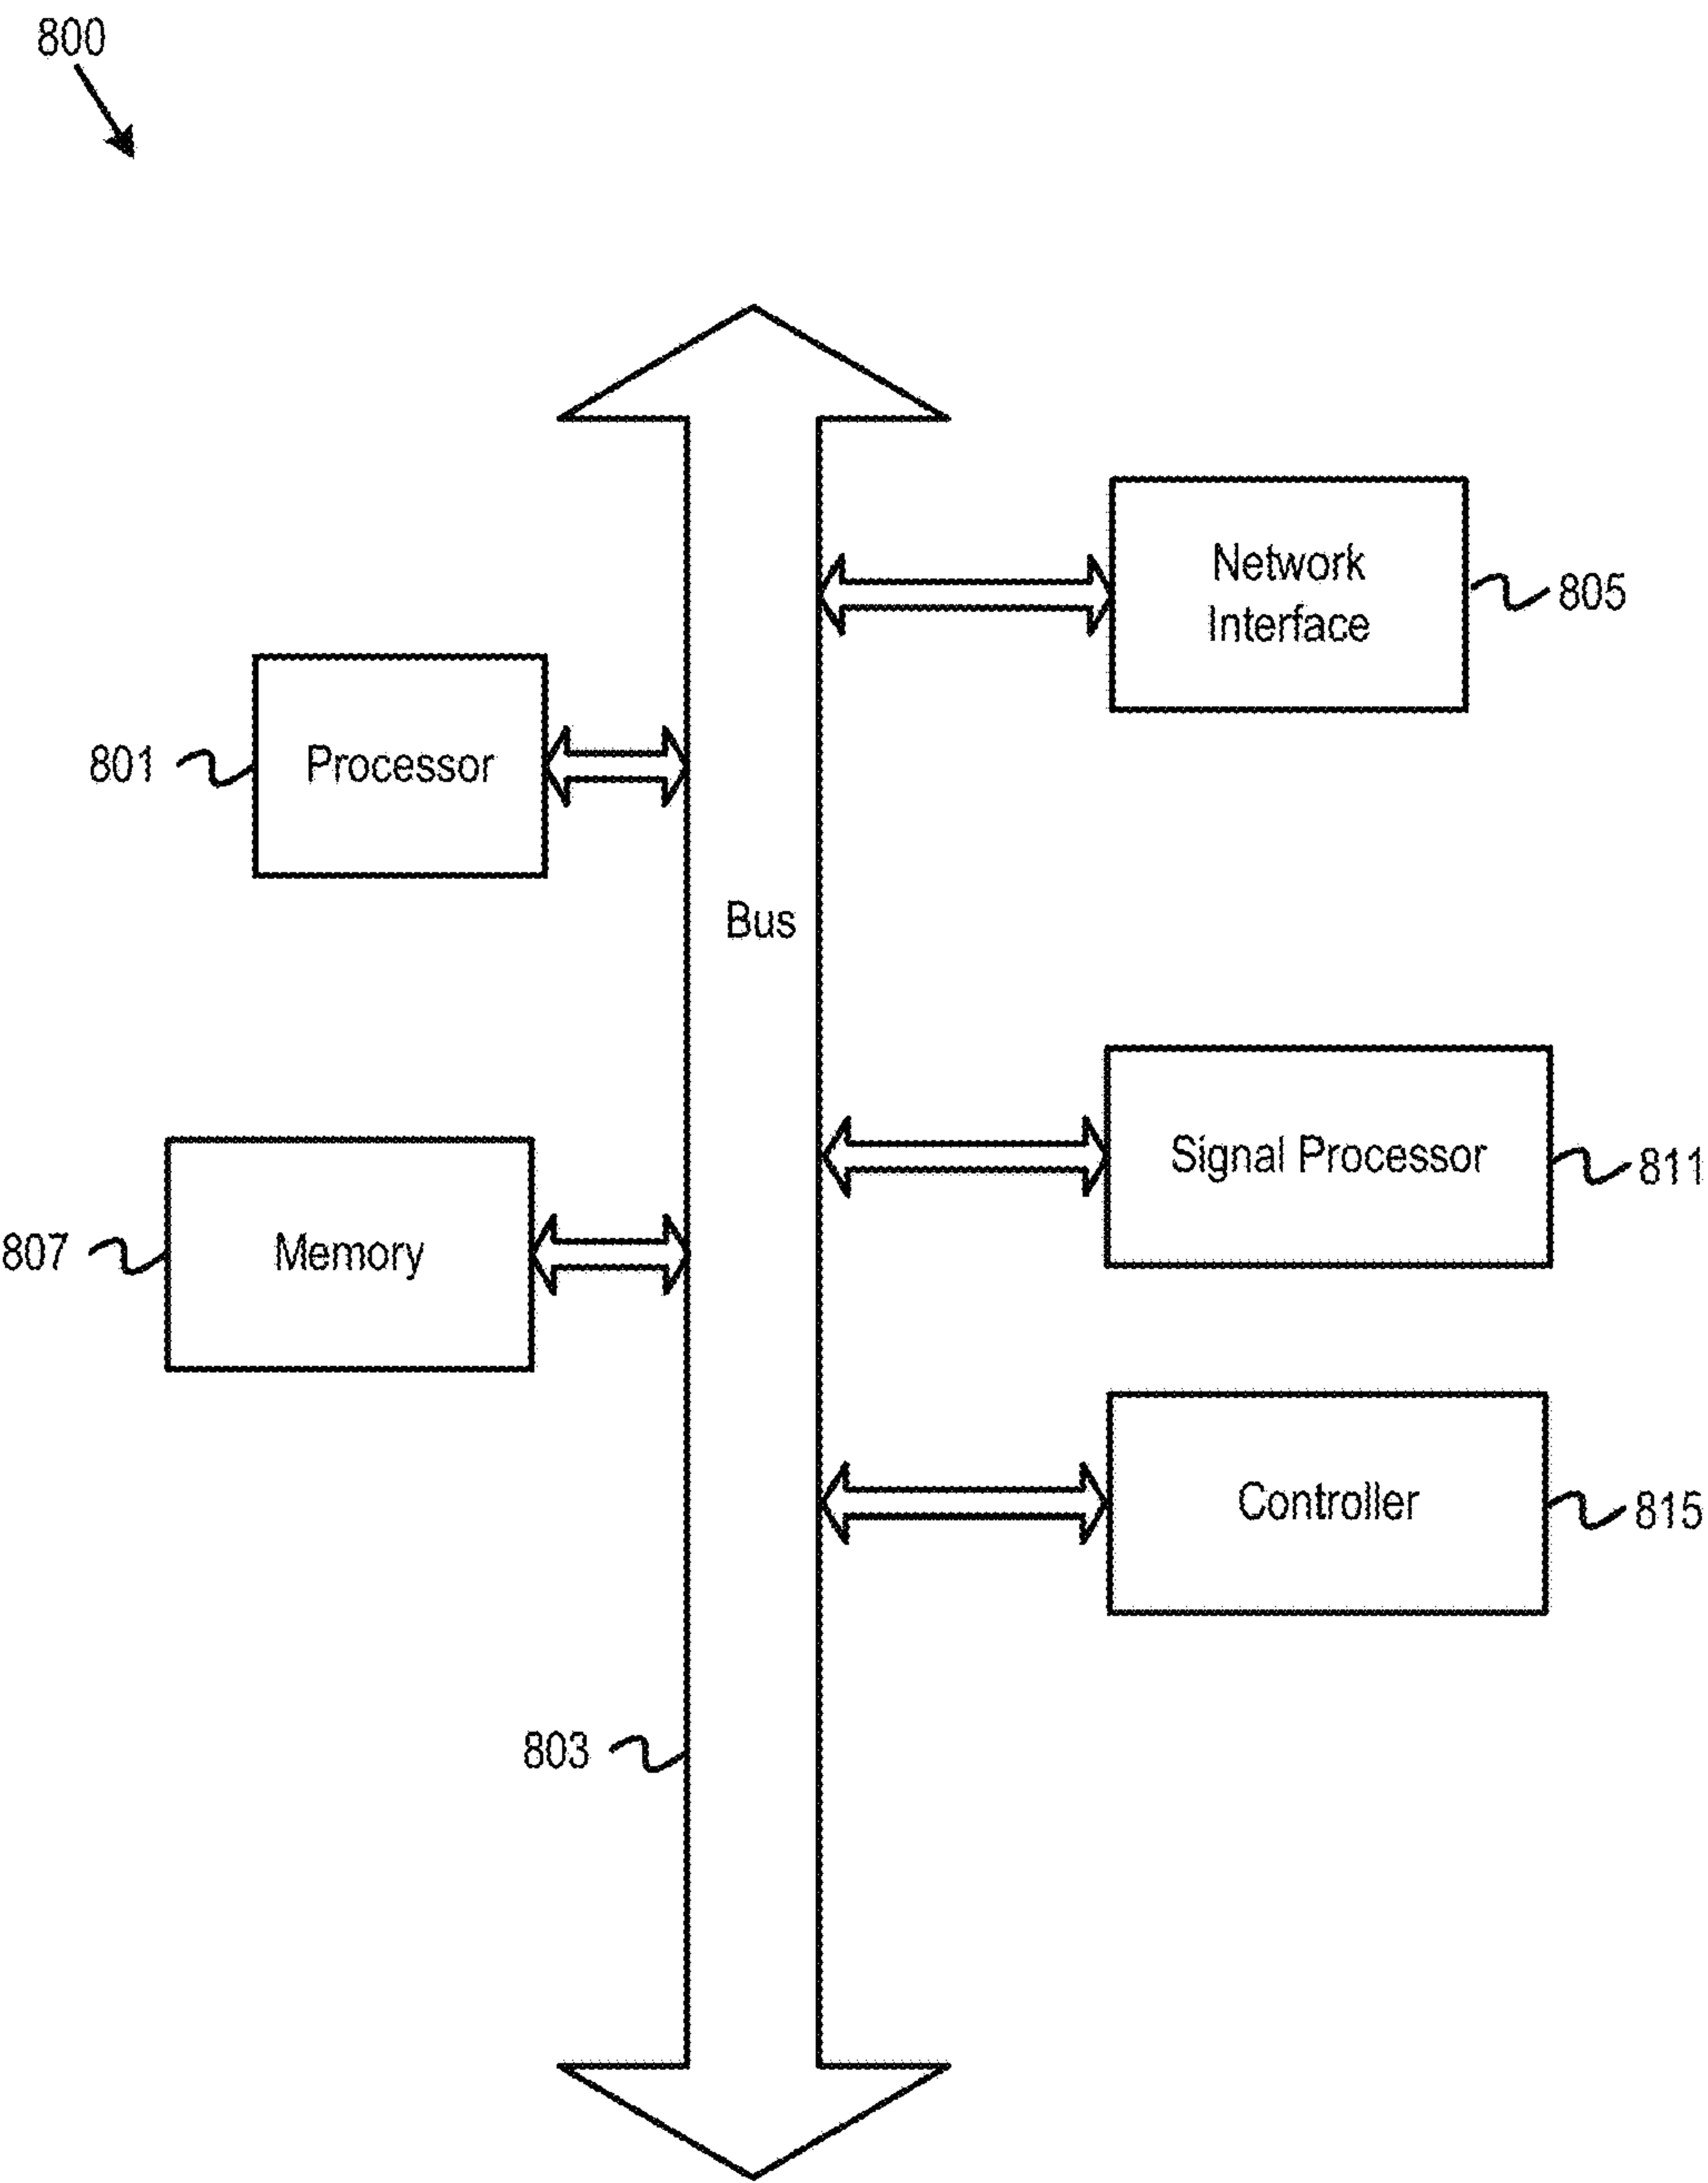 800
Network
Interface
805
801
Processor
Bus
Signal Processor
811
807
Memory
Controller
815
803